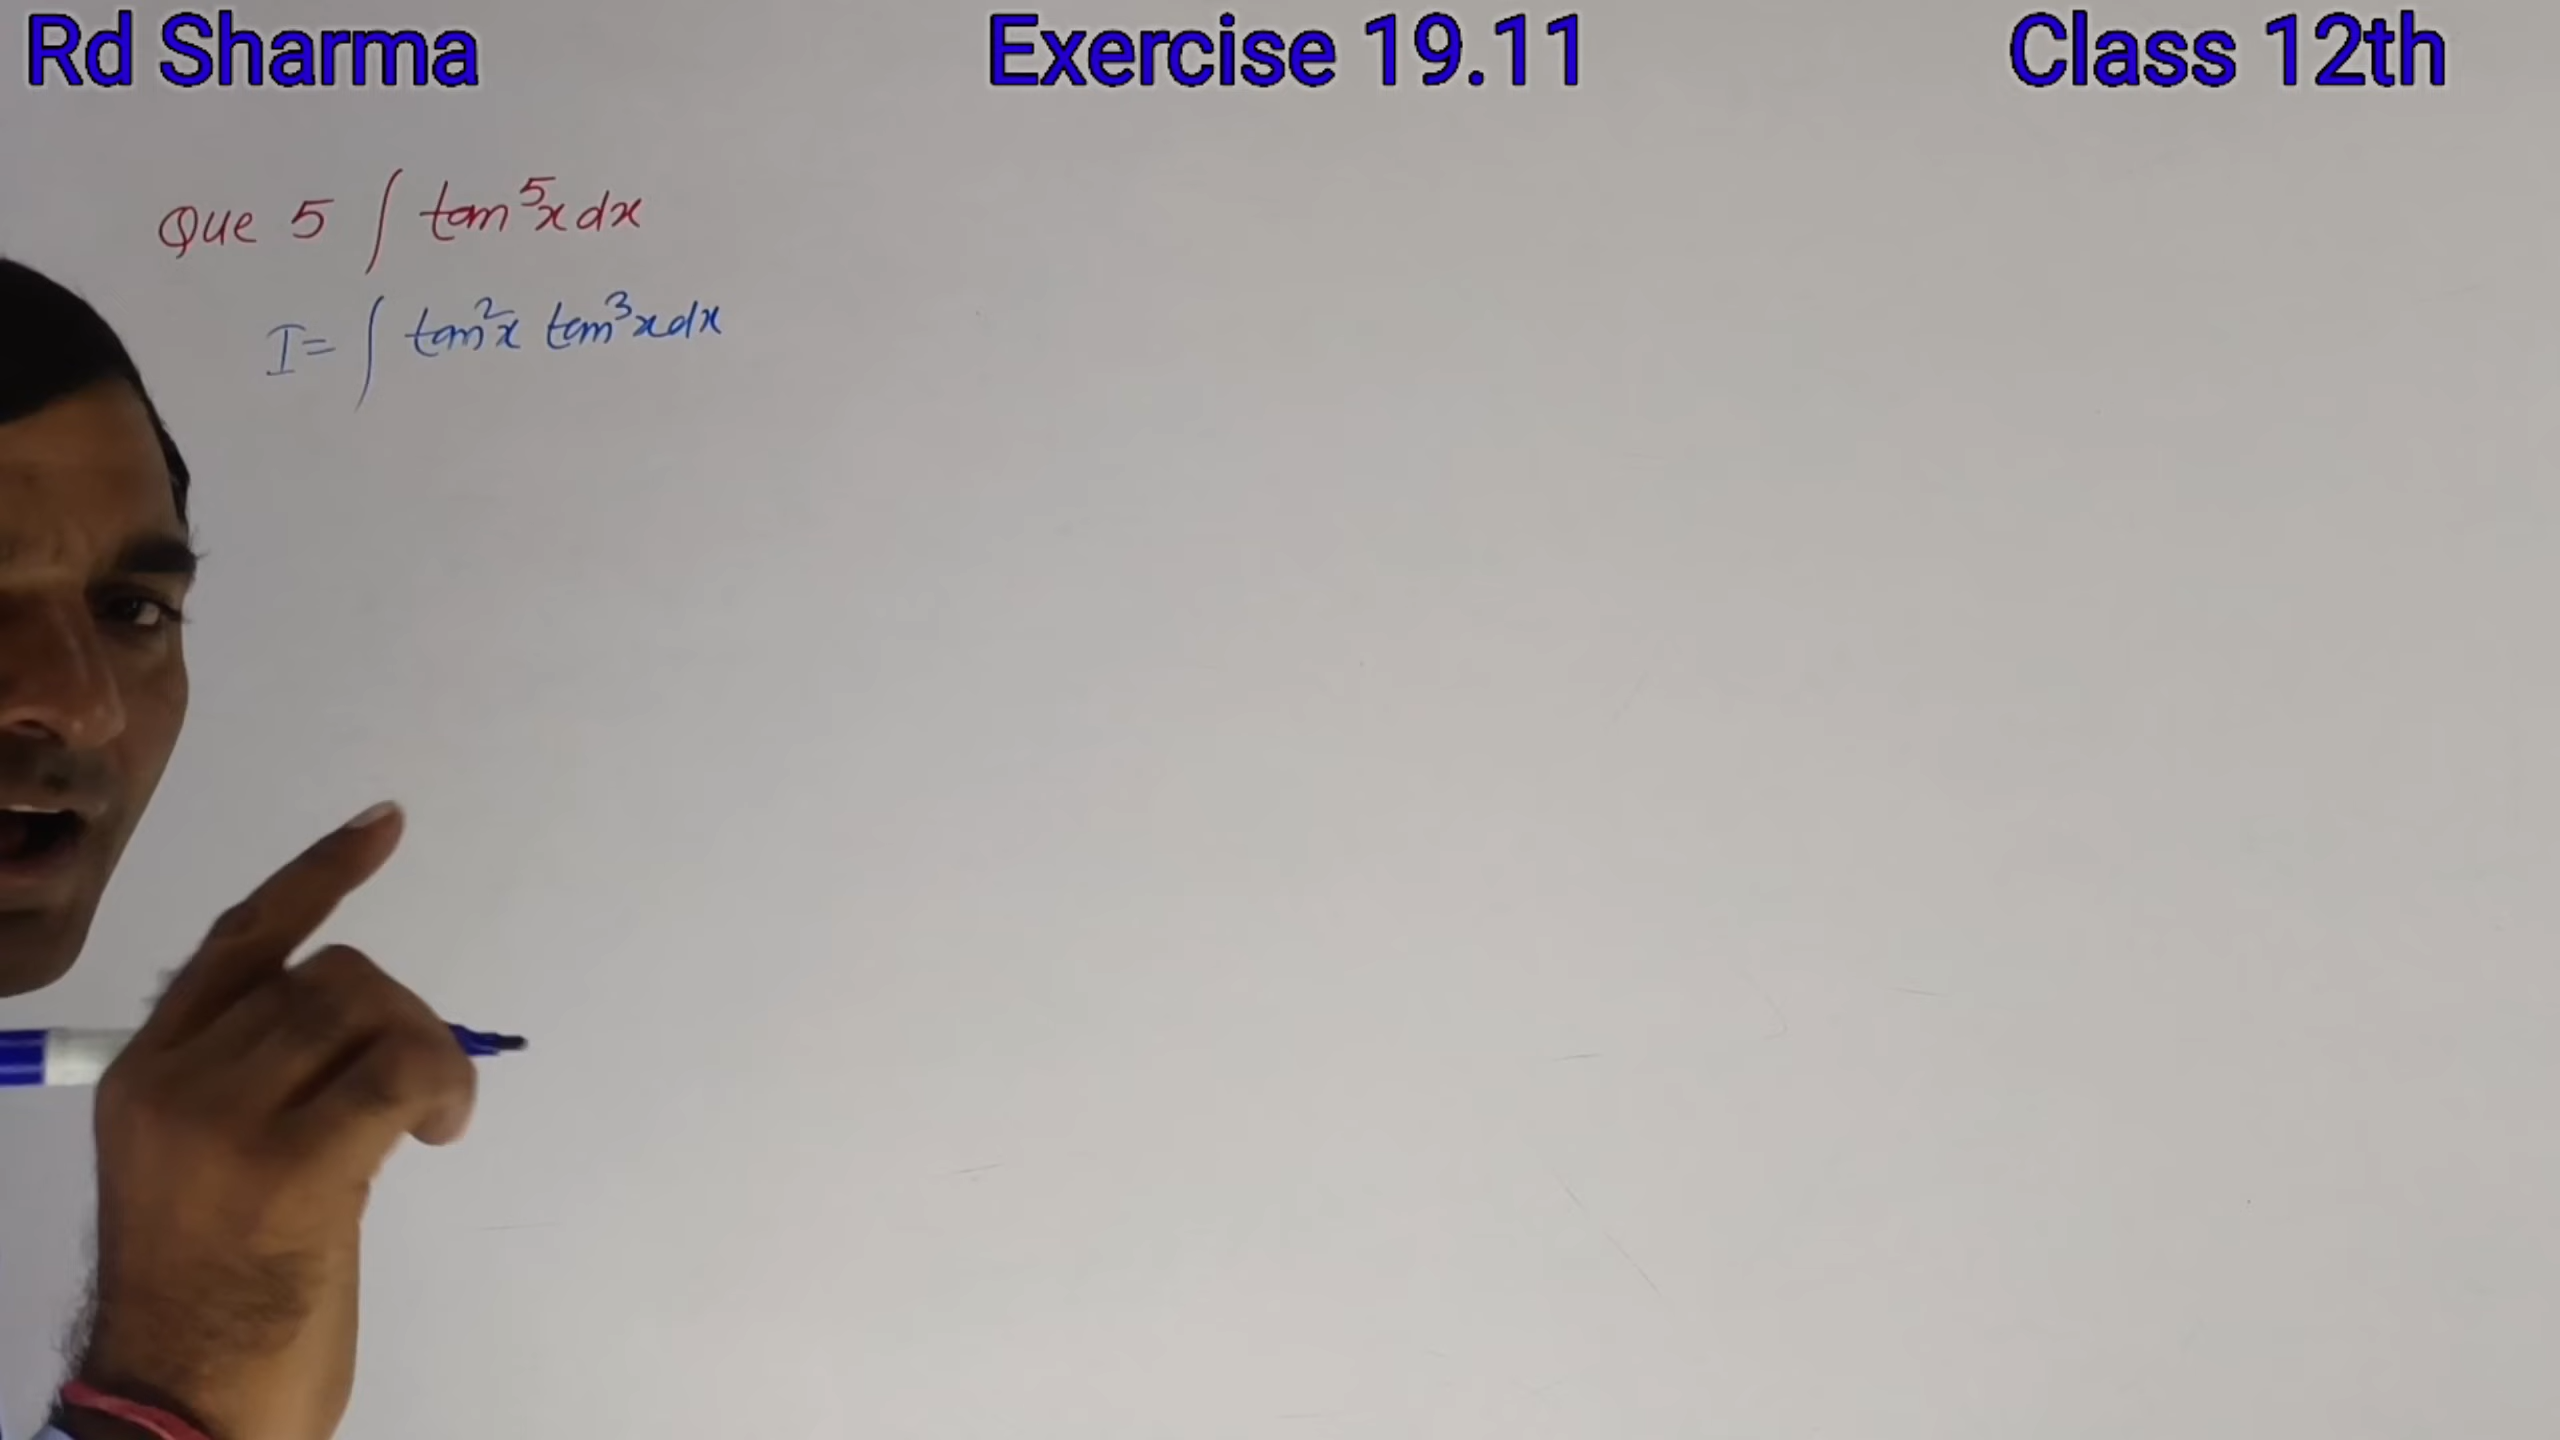 Rd Sharma Exercise 19.11 Class 12th
Que 5 ∫ tan⁵x dx
I = ∫ tan²x tan³x dx